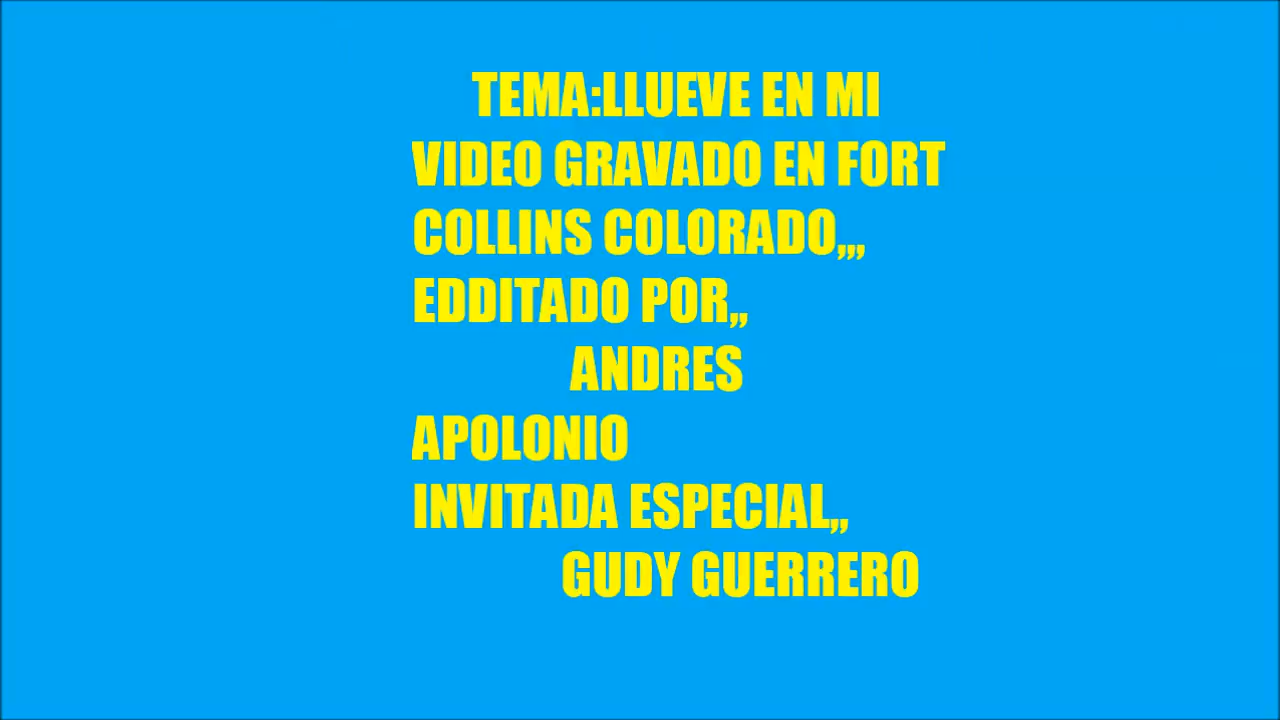 TEMA:LLUEVE EN MI
VIDEO GRAVADO EN FORT
COLLINS COLORADO,,,
EDDITADO POR,,
ANDRES
APOLONIO
INVITADA ESPECIAL,,
GUDY GUERRERO